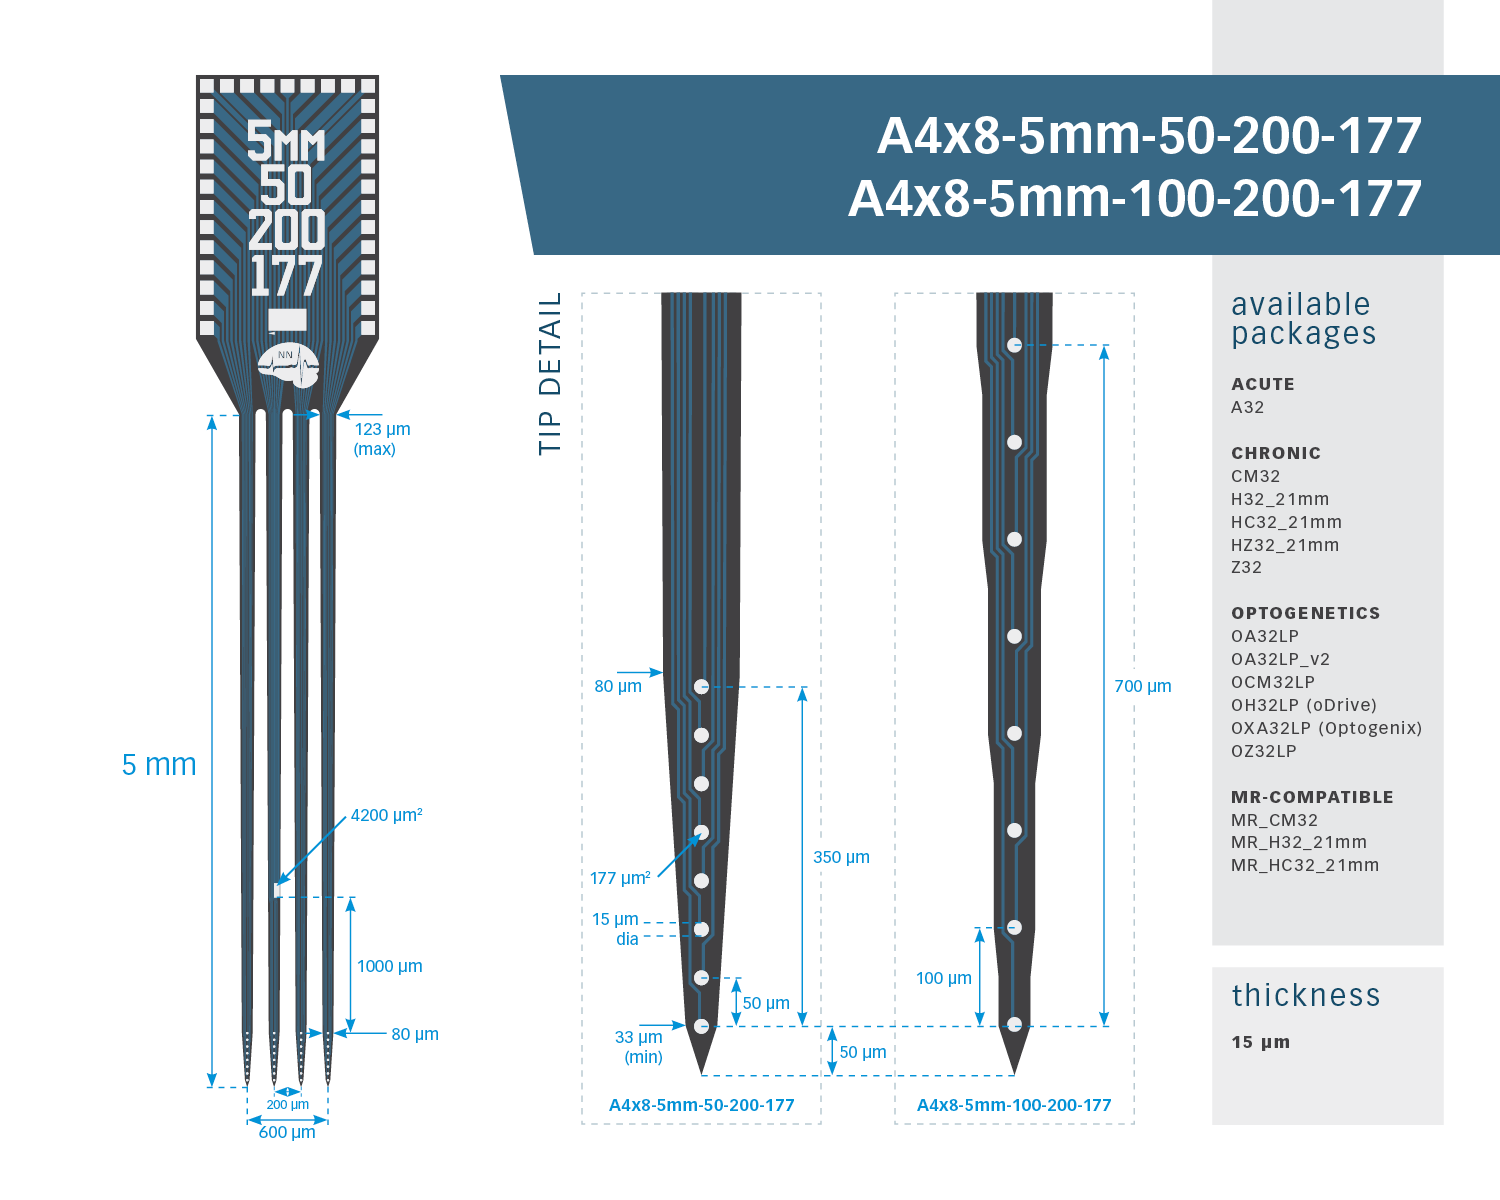 A4x8-5mm-50-200-177
A4x8-5mm-100-200-177
5MM
50
200
177
NN
123 µm
(max)
5 mm
4200 µm²
1000 µm
80 µm
200 µm
600 µm
TIP DETAIL
80 µm
350 µm
177 µm²
15 µm
dia
50 µm
33 µm
(min)
50 µm
A4x8-5mm-50-200-177
700 µm
100 µm
A4x8-5mm-100-200-177
available
packages
ACUTE
A32
CHRONIC
CM32
H32_21mm
HC32_21mm
HZ32_21mm
Z32
OPTOGENETICS
OA32LP
OA32LP_v2
OCM32LP
OH32LP (oDrive)
OXA32LP (Optogenix)
OZ32LP
MR-COMPATIBLE
MR_CM32
MR_H32_21mm
MR_HC32_21mm
thickness
15 µm